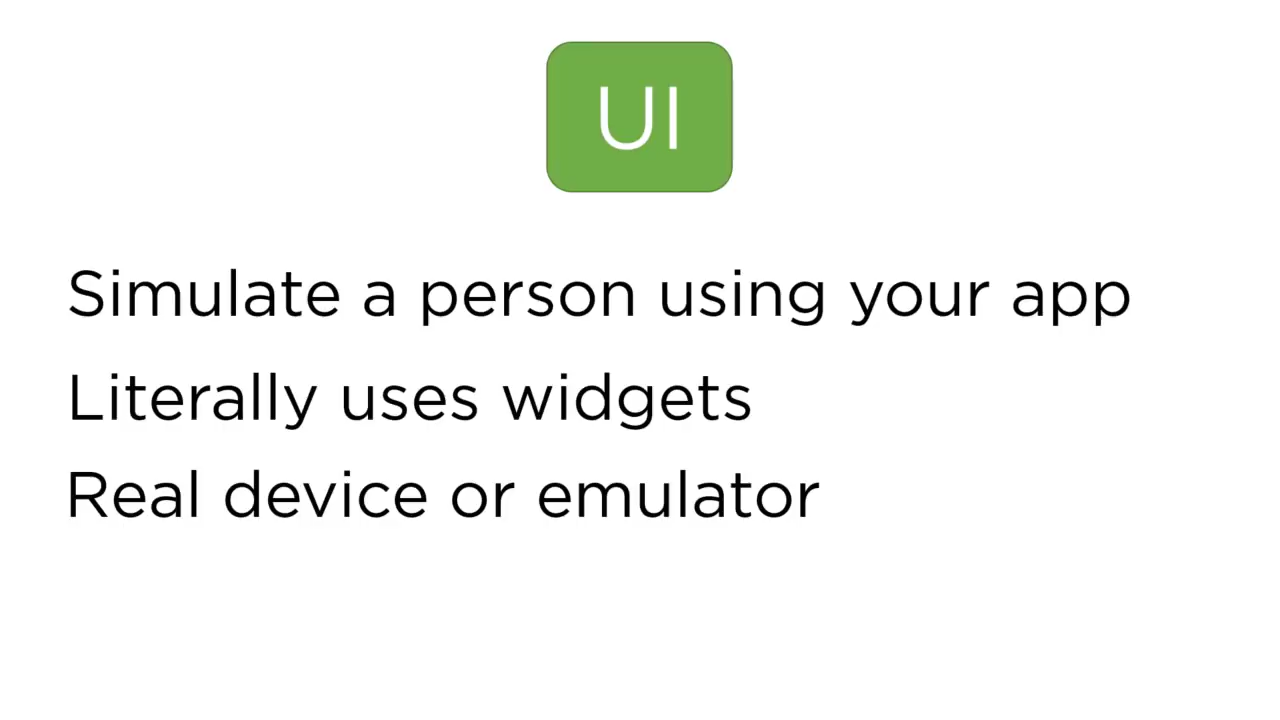 UI
Simulate a person using your app
Literally uses widgets
Real device or emulator